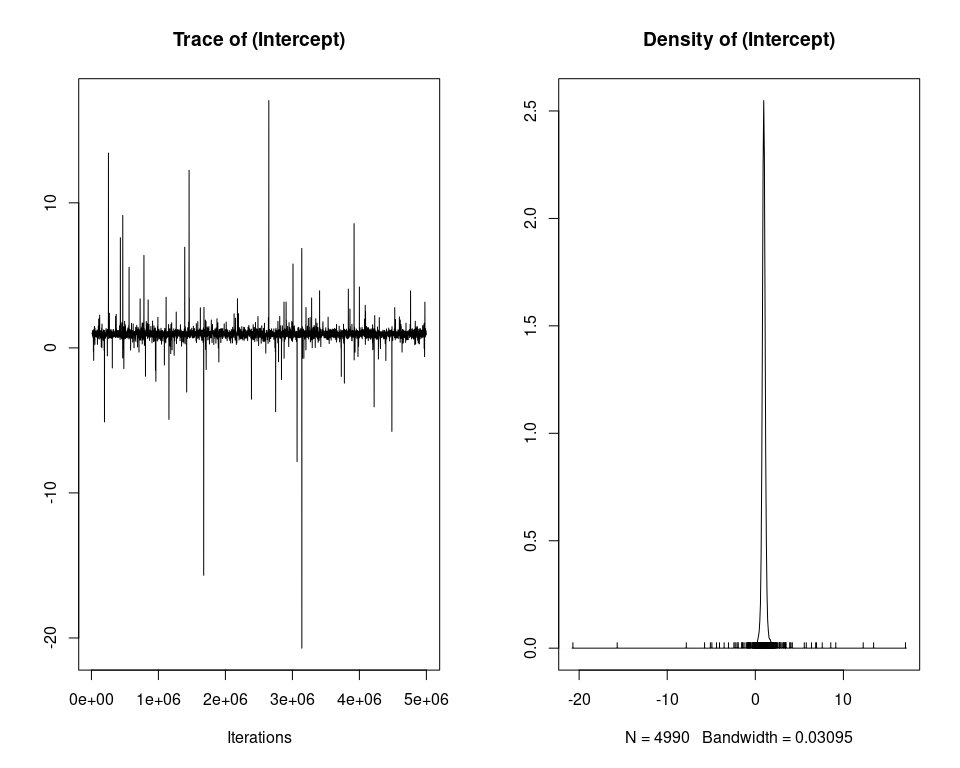 Trace of (Intercept)
10
0
-10
-20
0e+00 1e+06 2e+06 3e+06 4e+06 5e+06
Iterations
Density of (Intercept)
2.5
2.0
1.5
1.0
0.5
0.0
-20 -10 0 10
N = 4990 Bandwidth = 0.03095